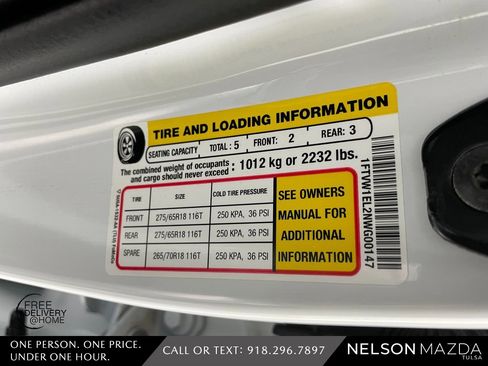 TIRE AND LOADING INFORMATION
SEATING CAPACITY TOTAL: 5 FRONT: 2 REAR: 3
The combined weight of occupants and cargo should never exceed: 1012 kg or 2232 lbs.
TIRE SIZE COLD TIRE PRESSURE
FRONT 275/65R18 116T 250 KPA, 36 PSI
REAR 275/65R18 116T 250 KPA, 36 PSI
SPARE 265/70R18 116T 250 KPA, 36 PSI
SEE OWNERS
MANUAL FOR
ADDITIONAL
INFORMATION
1FTVW1EL2NWG00147
FREE
DELIVERY
@HOME
ONE PERSON. ONE PRICE.
UNDER ONE HOUR.
CALL OR TEXT: 918.296.7897
NELSON MAZDA
TULSA